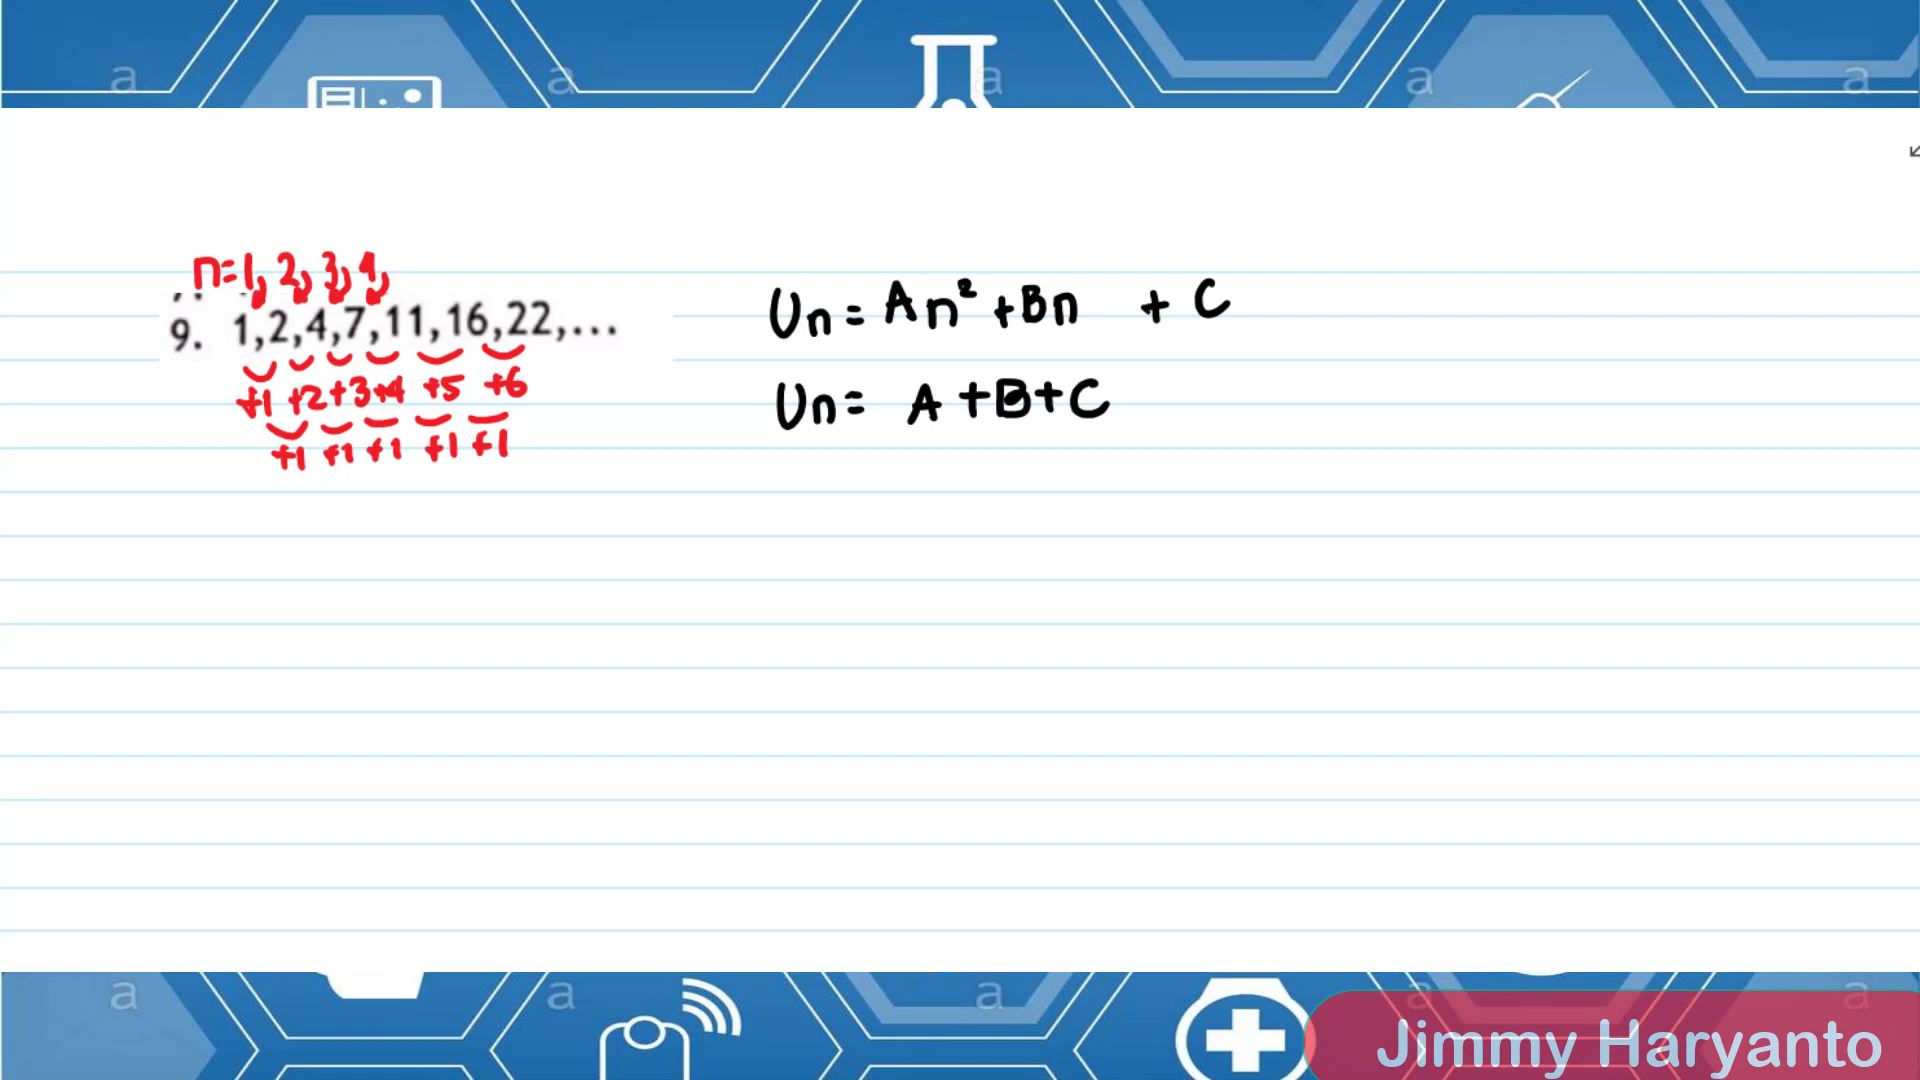 n=1, 2, 3, 4,
9. 1,2,4,7,11,16,22,...
+1 +2 +3 +4 +5 +6
+1 +1 +1 +1 +1
Un = An² + Bn + C
Un = A + B + C
a a a a a
a a a a a
Jimmy Haryanto